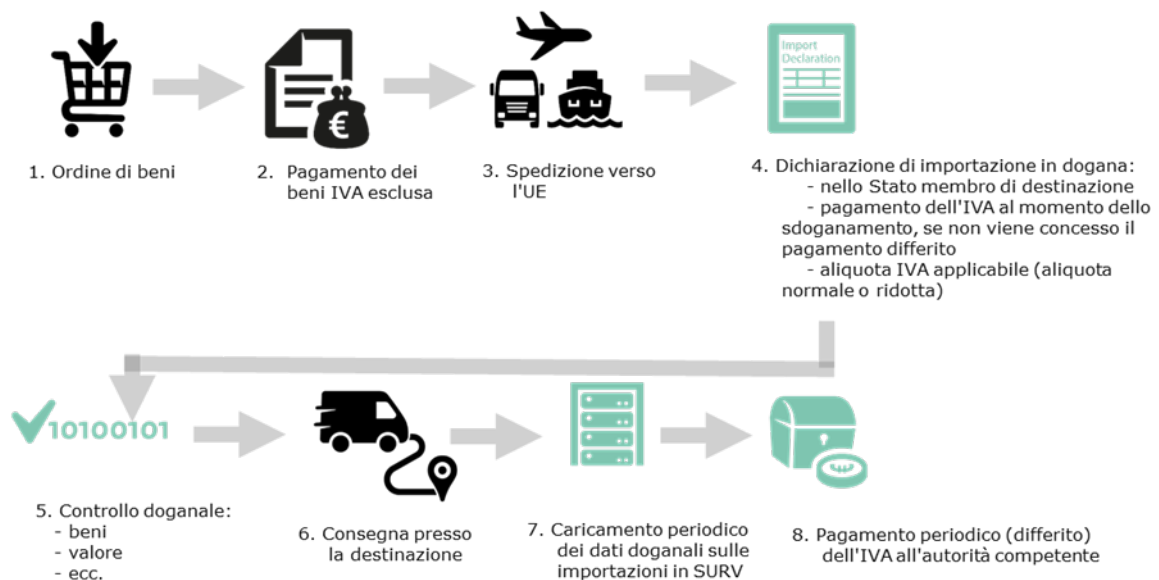 Import
Declaration
€
1. Ordine di beni
2. Pagamento dei
beni IVA esclusa
3. Spedizione verso
l'UE
4. Dichiarazione di importazione in dogana:
- nello Stato membro di destinazione
- pagamento dell'IVA al momento dello
sdoganamento, se non viene concesso il
pagamento differito
- aliquota IVA applicabile (aliquota
normale o ridotta)
10100101
5. Controllo doganale:
- beni
- valore
- ecc.
6. Consegna presso
la destinazione
7. Caricamento periodico
dei dati doganali sulle
importazioni in SURV
8. Pagamento periodico (differito)
dell'IVA all'autorità competente